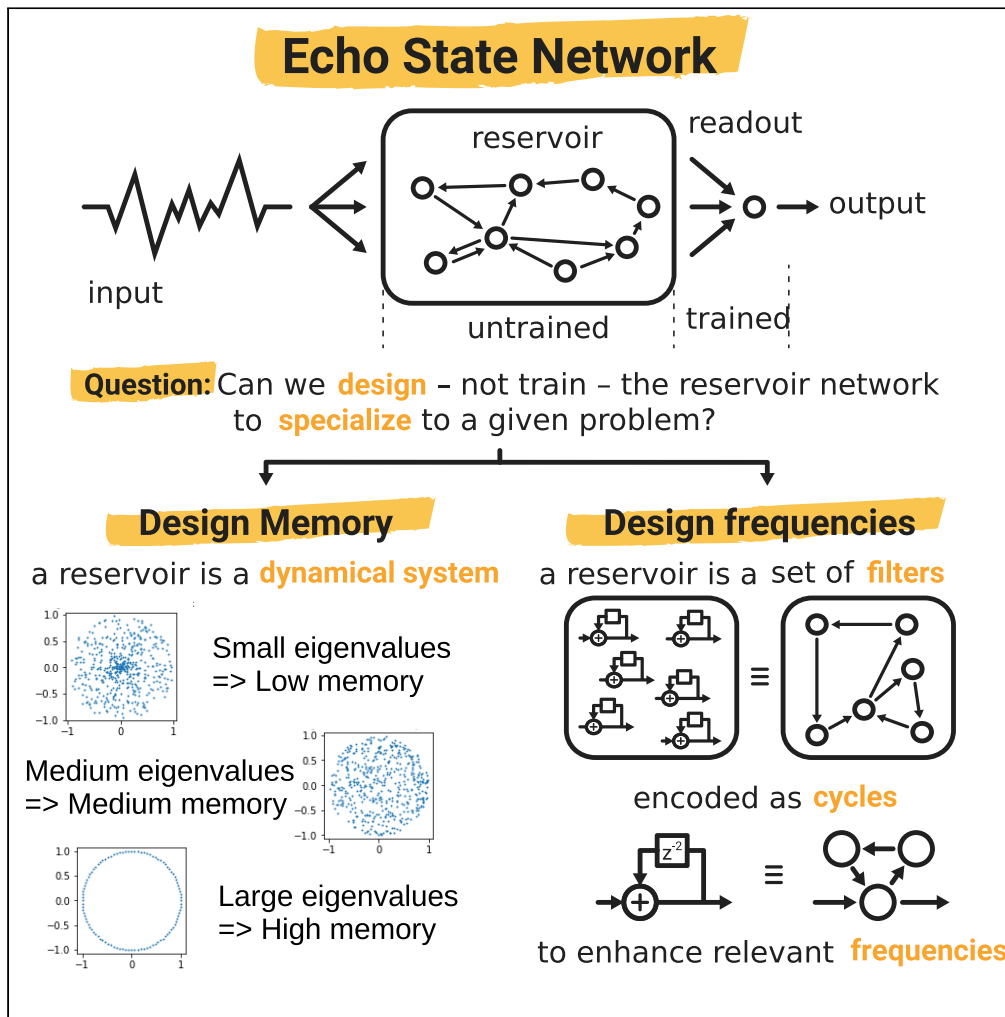 Echo State Network
reservoir
readout
output
input
untrained
trained
Question: Can we design – not train – the reservoir network
to specialize to a given problem?
Design Memory
a reservoir is a dynamical system
1.0
0.5
0.0
−0.5
−1.0
−1
0
1
Small eigenvalues
=> Low memory
Medium eigenvalues
=> Medium memory
1.0
0.5
0.0
−0.5
−1.0
−1
0
1
1.0
0.5
0.0
−0.5
−1.0
−1
0
1
Large eigenvalues
=> High memory
Design frequencies
a reservoir is a set of filters
+
+
+
+
+
+
≡
encoded as cycles
z⁻²
+
≡
to enhance relevant frequencies